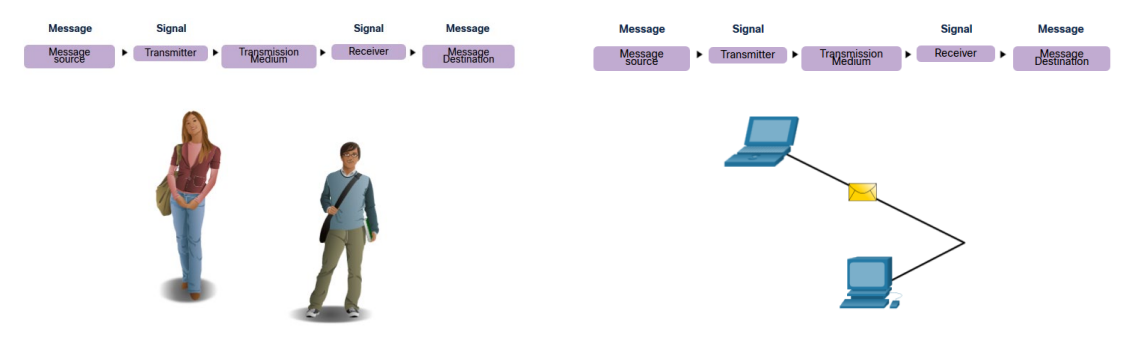 Message Signal Signal Message
Message
source
Transmitter
Transmission
Medium
Receiver
Message
Destination
Message Signal Signal Message
Message
source
Transmitter
Transmission
Medium
Receiver
Message
Destination